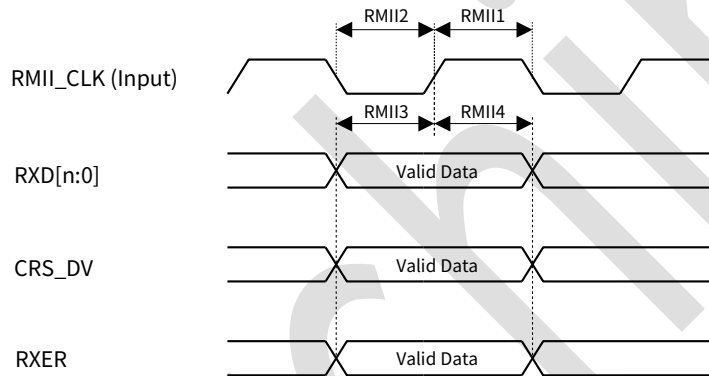 RMII2 RMII1
RMII_CLK (Input)
RMII3 RMII4
RXD[n:0] Valid Data
CRS_DV Valid Data
RXER Valid Data